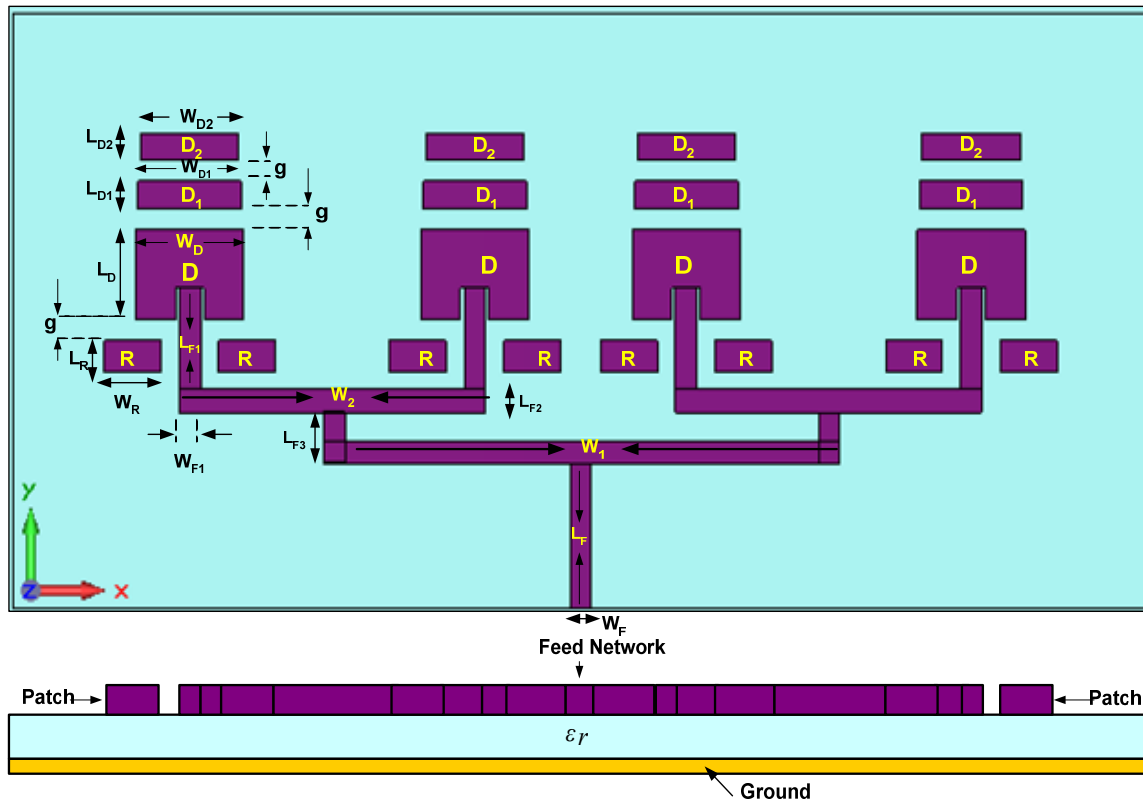 W_D2
L_D2
D_2 D_2 D_2 D_2
g
W_D1
L_D1
D_1 D_1 D_1 D_1
g
W_D
L_D
D D D D
g
L_F1
L_R
R R R R R R R R
W_R
W_2
L_F2
L_F3
W_F1
W_1
L_F
Y
Z X
W_F
Feed Network
Patch Patch
ε_r
Ground